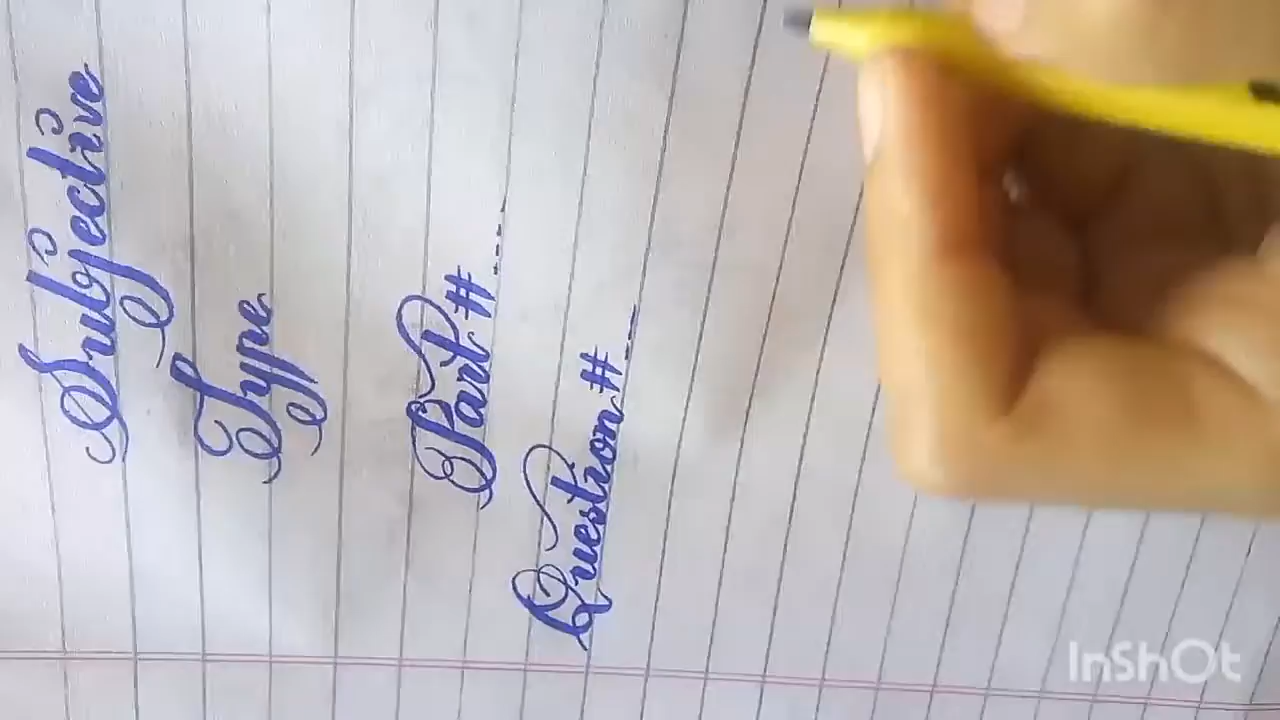 Subjective
Type
Part # ....
Question # ....
InShOt